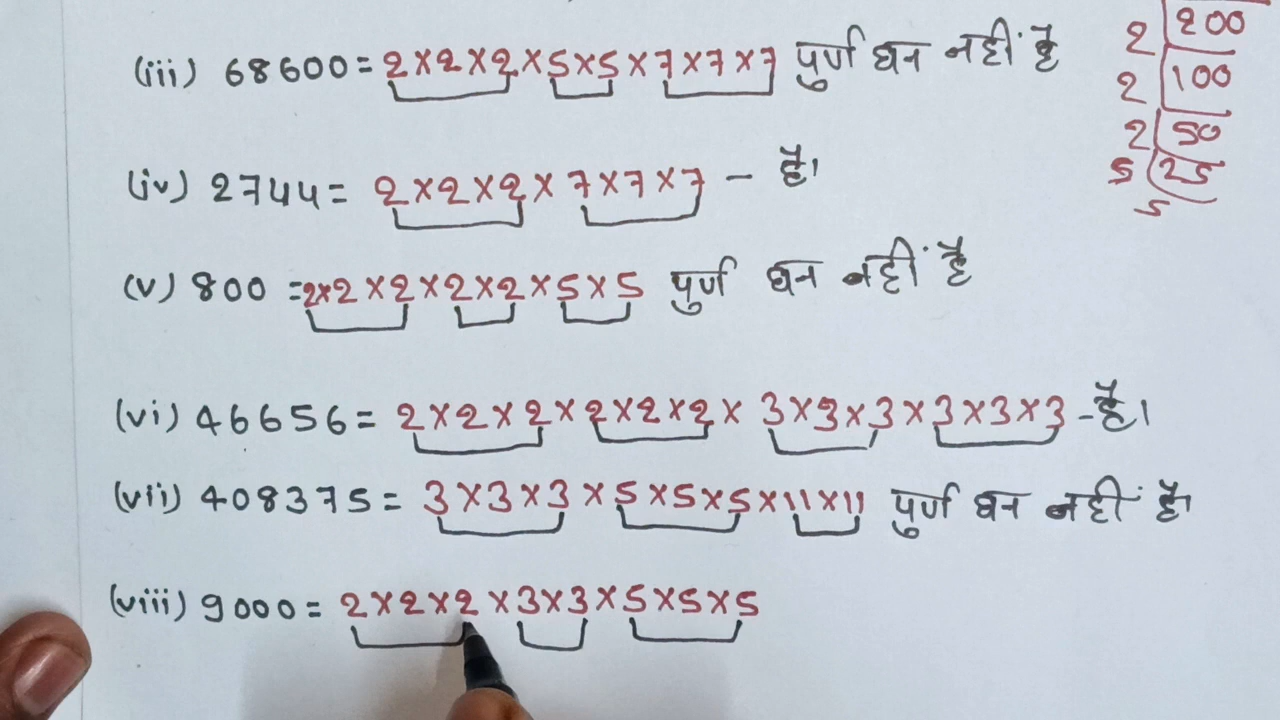 (iii) 68600 = 2×2×2×5×5×7×7×7 पुर्ण घन नहीं है
(iv) 2744 = 2×2×2×7×7×7 - है।
(v) 800 = 2×2×2×2×2×5×5 पुर्ण घन नहीं है
(vi) 46656 = 2×2×2×2×2×2×3×3×3×3×3×3 - है।
(vii) 408375 = 3×3×3×5×5×5×11×11 पुर्ण घन नहीं है।
(viii) 9000 = 2×2×2×3×3×5×5×5
2 200
2 100
2 50
5 25
5